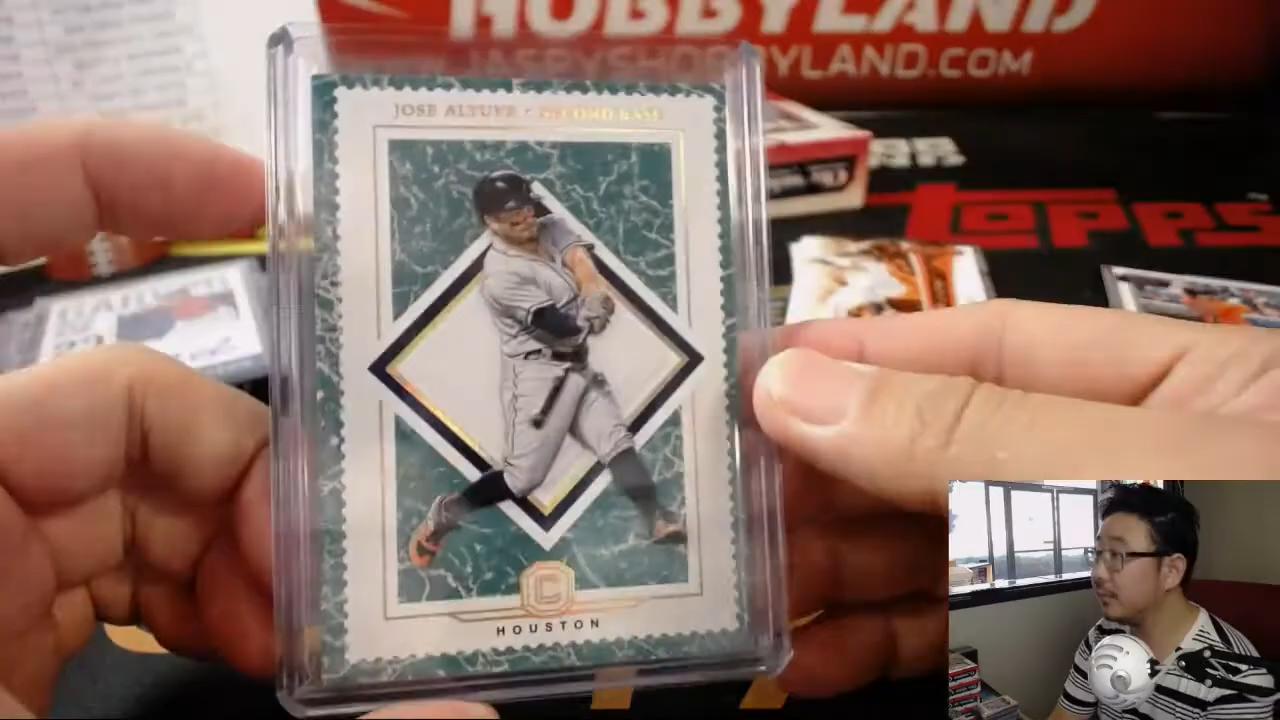 HOBBYLAND
JASPYSHOBBYLAND.COM
JOSE ALTUVE • SECOND BASE
TOPPS
C
HOUSTON